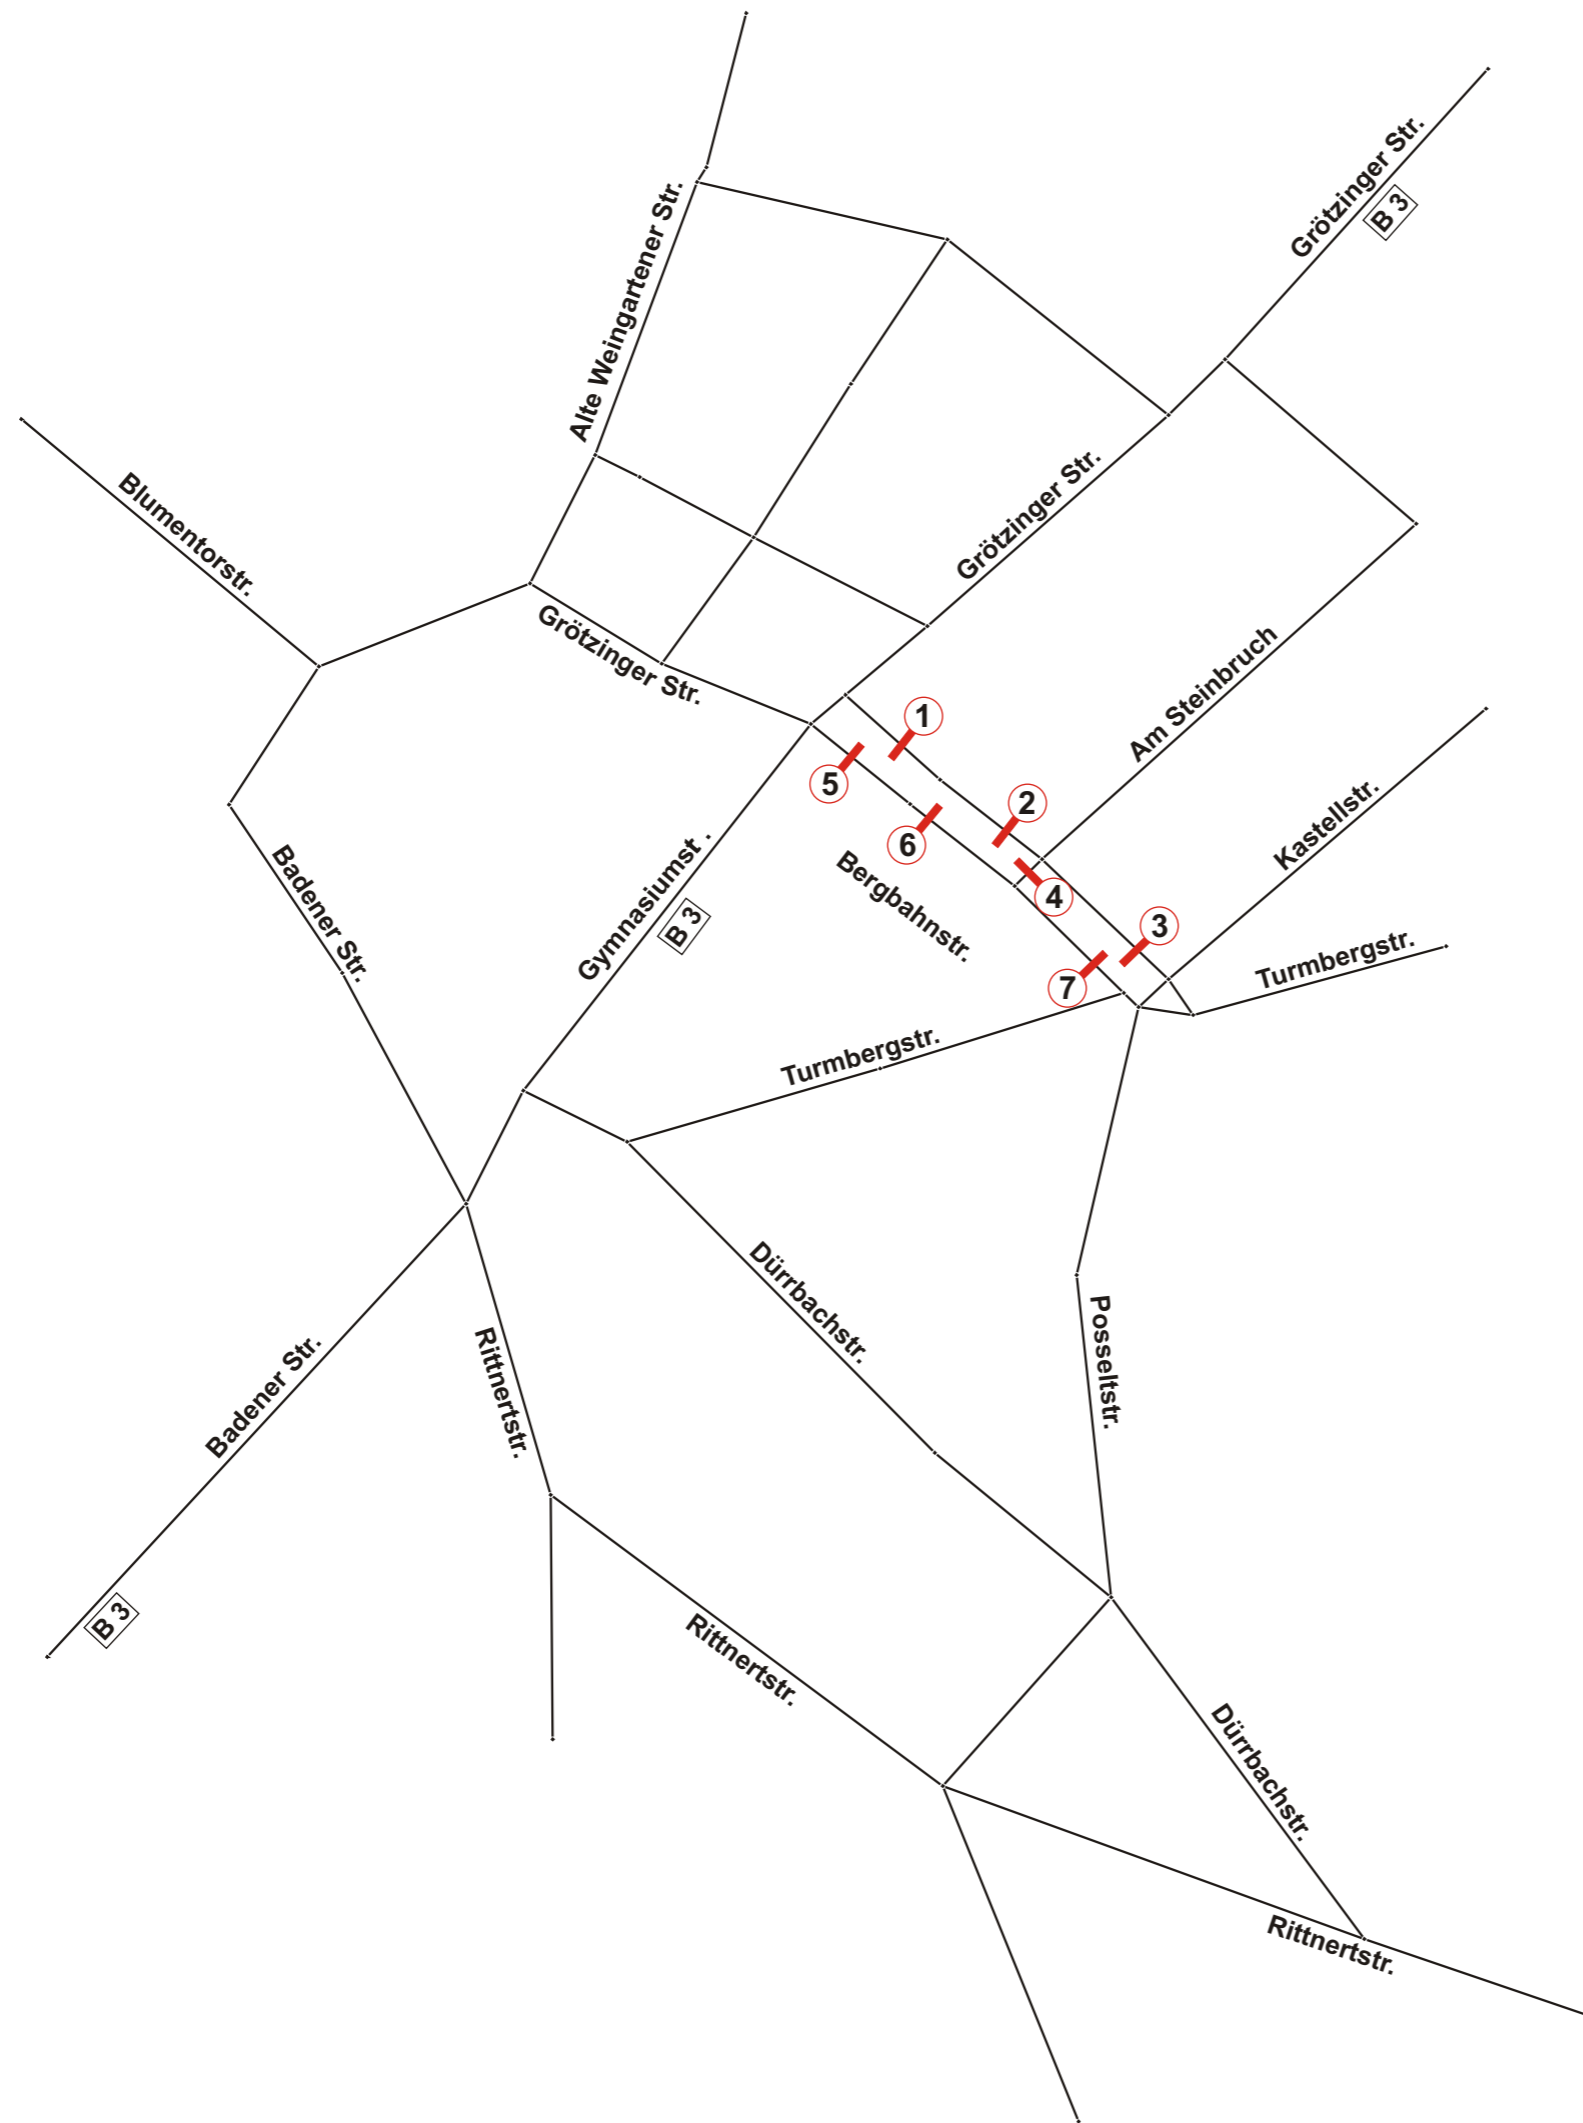 Grötzinger Str.
B 3
Alte Weingartener Str.
Blumentorstr.
Grötzinger Str.
Grötzinger Str.
Am Steinbruch
1
5
2
6
4
Kastellstr.
Bergbahnstr.
Gymnasiumst .
B 3
Badener Str.
3
7
Turmbergstr.
Turmbergstr.
Dürrbachstr.
Posseltstr.
Rittnertstr.
Badener Str.
B 3
Rittnertstr.
Dürrbachstr.
Rittnertstr.